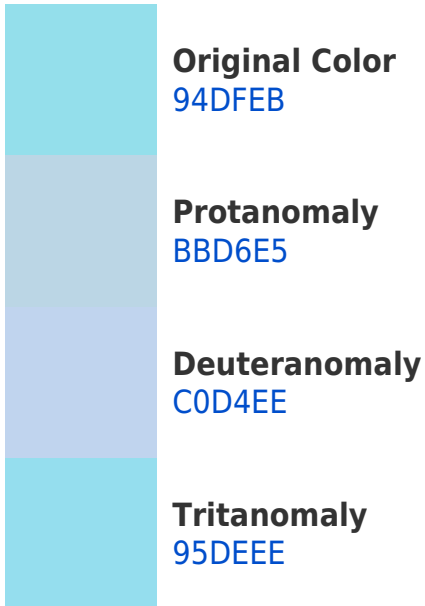 Original Color
94DFEB
Protanomaly
BBD6E5
Deuteranomaly
C0D4EE
Tritanomaly
95DEEE